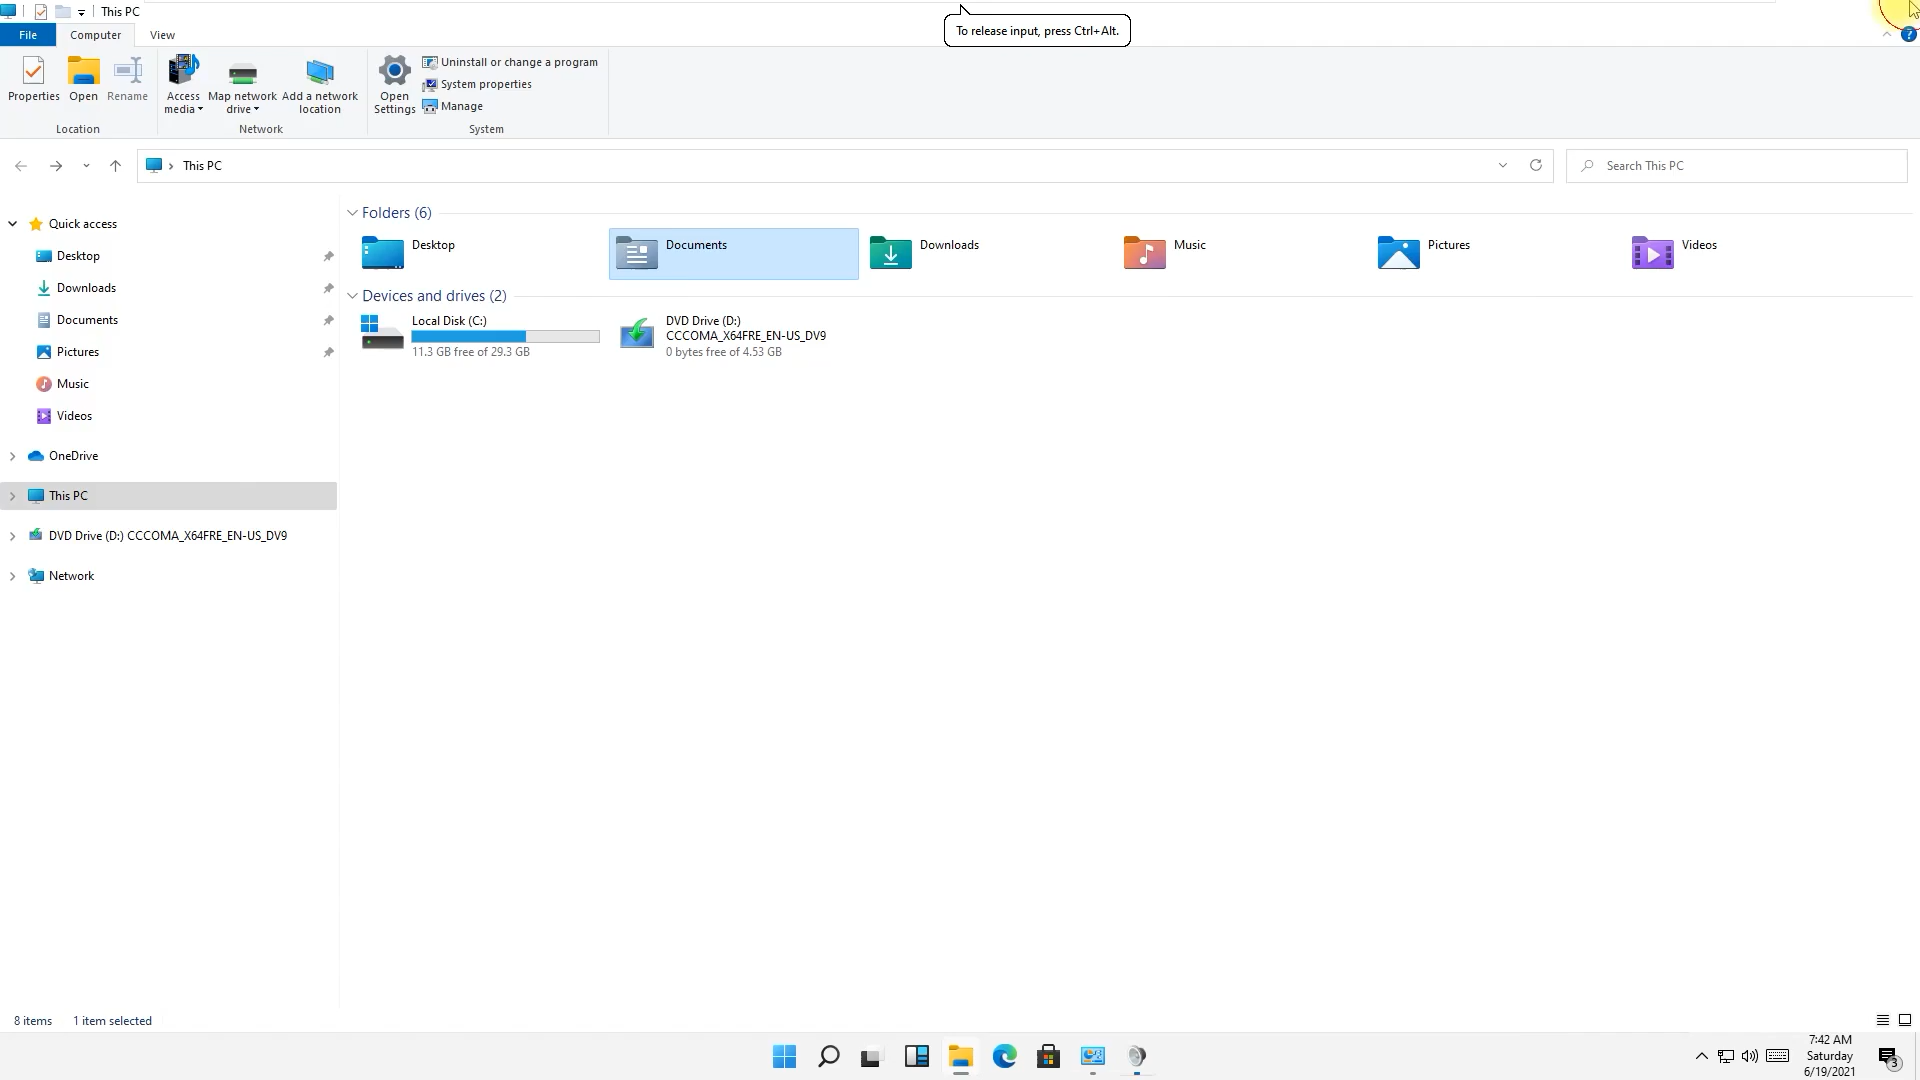 This PC
To release input, press Ctrl+Alt.
File
Computer
View
?
Properties
Open
Rename
Access media
Map network drive
Add a network location
Open Settings
Uninstall or change a program
System properties
Manage
Location
Network
System
This PC
Search This PC
Quick access
Desktop
Downloads
Documents
Pictures
Music
Videos
OneDrive
This PC
DVD Drive (D:) CCCOMA_X64FRE_EN-US_DV9
Network
Folders (6)
Desktop
Documents
Downloads
Music
Pictures
Videos
Devices and drives (2)
Local Disk (C:)
11.3 GB free of 29.3 GB
DVD Drive (D:)
CCCOMA_X64FRE_EN-US_DV9
0 bytes free of 4.53 GB
8 items
1 item selected
7:42 AM
Saturday
6/19/2021
3